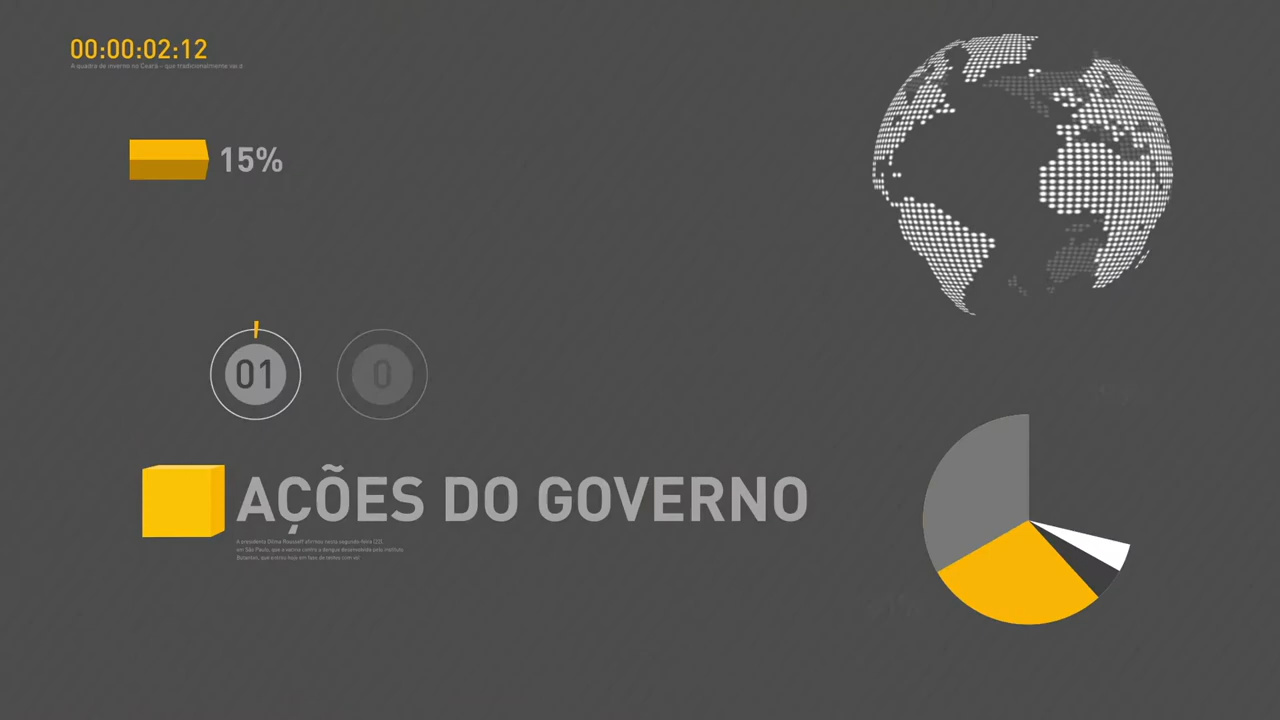 00:00:02:12
A quadra de inverno no Ceará – que tradicionalmente vai d
15%
01
0
AÇÕES DO GOVERNO
A presidenta Dilma Rousseff afirmou nesta segunda-feira (22),
em São Paulo, que a vacina contra a dengue desenvolvida pelo Instituto
Butantan, que entrou hoje em fase de testes com se